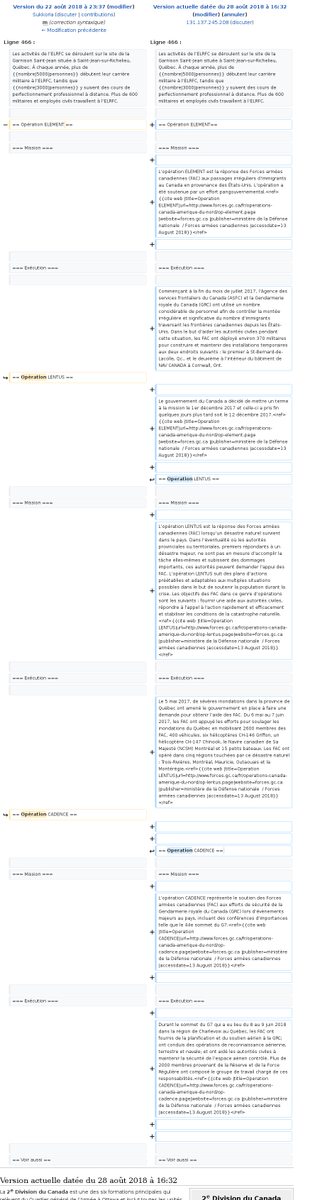 Version du 22 août 2018 à 23:37 (modifier)
Suklione (discuter | contributions)
m (correction syntaxique)
← Modification précédente
Version actuelle datée du 28 août 2018 à 16:32
(modifier) (annuler)
131.137.245.208 (discuter)
Ligne 466 :
Ligne 466 :
Les activités de l'ELRFC se déroulent sur le site de la
Garnison Saint-Jean située à Saint-Jean-sur-Richelieu,
Québec. À chaque année, plus de
{{nombre|5000|personnes}} débutent leur carrière
militaire à l'ELRFC, tandis que
{{nombre|3000|personnes}} y suivent des cours de
perfectionnement professionnel à distance. Plus de 600
militaires et employés civils travaillent à l'ELRFC.
Les activités de l'ELRFC se déroulent sur le site de la
Garnison Saint-Jean située à Saint-Jean-sur-Richelieu,
Québec. À chaque année, plus de
{{nombre|5000|personnes}} débutent leur carrière
militaire à l'ELRFC, tandis que
{{nombre|3000|personnes}} y suivent des cours de
perfectionnement professionnel à distance. Plus de 600
militaires et employés civils travaillent à l'ELRFC.
− == Opération ELEMENT==
+ == Opération ELEMENT==
=== Mission ===
=== Mission ===
+
+ L'opération ELEMENT est la réponse des Forces armées
canadiennes (FAC) aux passages irréguliers d'immigrants
au Canada en provenance des États-Unis. L'opération a
été soutenue par un effort pangouvernemental.<ref>
{{cite web |title=Operation
ELEMENT|url=http://www.forces.gc.ca/fr/operations-
canada-amerique-du-nord/op-element.page
|website=forces.gc.ca |publisher=ministère de la Défense
nationale / Forces armées canadiennes |accessdate=13
August 2018}}</ref>
+
=== Exécution ===
=== Exécution ===
+ Commençant à la fin du mois de juillet 2017, l'Agence des
services frontaliers du Canada (ASFC) et la Gendarmerie
royale du Canada (GRC) ont utilisé un nombre
considérable de personnel afin de contrôler la montée
irrégulière et significative du nombre d'immigrants
traversant les frontières canadiennes depuis les États-
Unis. Dans le but d'aider les autorités civiles pendant
cette situation, les FAC ont déployé environ 379 militaires
pour construire et maintenir des installations temporaires
aux deux endroits suivants : le premier à St-Bernard-de-
Lacolle, Qc., et le deuxième à l'intérieur du bâtiment de
NAV CANADA à Cornwall, Ont.
== Opération LENTUS ==
+
+ Le gouvernement du Canada a décidé de mettre un terme
à la mission le 1er décembre 2017 et celle-ci a pris fin
quelques jours plus tard soit le 12 décembre 2017.<ref>
{{cite web |title=Operation
ELEMENT|url=http://www.forces.gc.ca/fr/operations-
canada-amerique-du-nord/op-element.page
|website=forces.gc.ca |publisher=ministère de la Défense
nationale / Forces armées canadiennes |accessdate=13
August 2018}}</ref>
+
== Operation LENTUS ==
=== Mission ===
=== Mission ===
+
+ L'opération LENTUS est la réponse des Forces armées
canadiennes (FAC) lorsqu'un désastre naturel survient
dans le pays. Dans l'éventualité où les autorités
provinciales ou territoriales, premiers répondants à un
désastre majeur, ne sont pas en mesure d'accomplir la
tâche elles-mêmes et subissent des dommages
importants, ces autorités peuvent demander l'appui des
FAC. L'opération LENTUS suit des plans d'actions
préétablies et adaptables aux multiples situations
possibles dans le but de soutenir la population durant la
crise. Les objectifs des FAC dans ce genre d'opérations
sont les suivants : fournir une aide aux autorités civiles,
répondre à l'appel à l'action rapidement et efficacement
et stabiliser les conditions de la catastrophe naturelle.
<ref>{{cite web |title=Operation
LENTUS|url=http://www.forces.gc.ca/fr/operations-canada-
amerique-du-nord/op-lentus.page|website=forces.gc.ca
|publisher=ministère de la Défense nationale / Forces
armées canadiennes |accessdate=13 August 2018}}
</ref>
=== Exécution ===
=== Exécution ===
+ Le 5 mai 2017, de sévères inondations dans la province de
Québec ont amené le gouvernement en place à faire une
demande pour obtenir l'aide des FAC. Du 6 mai au 7 juin
2017, les FAC ont appuyé les efforts pour soulager les
inondations du Québec en mobilisant 2600 membres des
FAC, 400 véhicules, six hélicoptères CH-146 Griffon, un
hélicoptère CH-147 Chinook, le Navire canadien de Sa
Majesté (NCSM) Montréal et 15 petits bateaux. Les FAC ont
opéré dans cinq régions touchées par ce désastre naturel
: Trois-Rivières, Montréal, Mauricie, Outaouais et la
Montérégie.<ref>{{cite web |title=Operation
LENTUS|url=http://www.forces.gc.ca/fr/operations-canada-
amerique-du-nord/op-lentus.page|website=forces.gc.ca
|publisher=ministère de la Défense nationale / Forces
armées canadiennes |accessdate=13 August 2018}}
</ref>
== Opération CADENCE ==
+
+
== Operation CADENCE ==
=== Mission ===
=== Mission ===
+
+ L'opération CADENCE représente le soutien des Forces
armées canadiennes (FAC) aux efforts de sécurité de la
Gendarmerie royale du Canada (GRC) lors d'évènements
majeurs au pays, incluant des conférences d'importances
telle que le 44e sommet du G7.<ref>{{cite web
|title=Operation
CADENCE|url=http://www.forces.gc.ca/fr/operations-
canada-amerique-du-nord/op-
cadence.page|website=forces.gc.ca |publisher=ministère
de la Défense nationale / Forces armées canadiennes
|accessdate=13 August 2018}}</ref>
+
=== Exécution ===
=== Exécution ===
+
+ Durant le sommet du G7 qui a eu lieu du 8 au 9 juin 2018
dans la région de Charlevoix au Québec, les FAC ont
fournis de la planification et du soutien aérien à la GRC;
ont conduis des opérations de reconnaissance aérienne,
terrestre et navale; et ont aidé les autorités civiles à
maintenir la sécurité de l'espace aérien contrôlé. Plus de
2000 membres provenant de la Réserve et de la Force
Régulière ont composé le groupe de travail chargé de ces
responsabilités.<ref>{{cite web |title=Operation
CADENCE|url=http://www.forces.gc.ca/fr/operations-
canada-amerique-du-nord/op-
cadence.page|website=forces.gc.ca |publisher=ministère
de la Défense nationale / Forces armées canadiennes
|accessdate=13 August 2018}}</ref>
+
+
== Voir aussi ==
== Voir aussi ==
Version actuelle datée du 28 août 2018 à 16:32
La 2e Division du Canada est une des six formations principales qui
2e Division du Canada